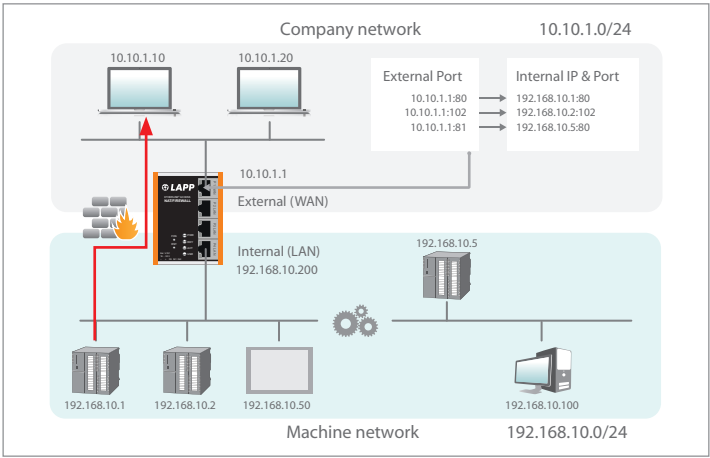 Company network 10.10.1.0/24
10.10.1.10
10.10.1.20
External Port Internal IP & Port
10.10.1.1:80 192.168.10.1:80
10.10.1.1:102 192.168.10.2:102
10.10.1.1:81 192.168.10.5:80
10.10.1.1
LAPP
NAT/FIREWALL
External (WAN)
Internal (LAN)
192.168.10.200
192.168.10.5
192.168.10.1
192.168.10.2
192.168.10.50
192.168.10.100
Machine network 192.168.10.0/24